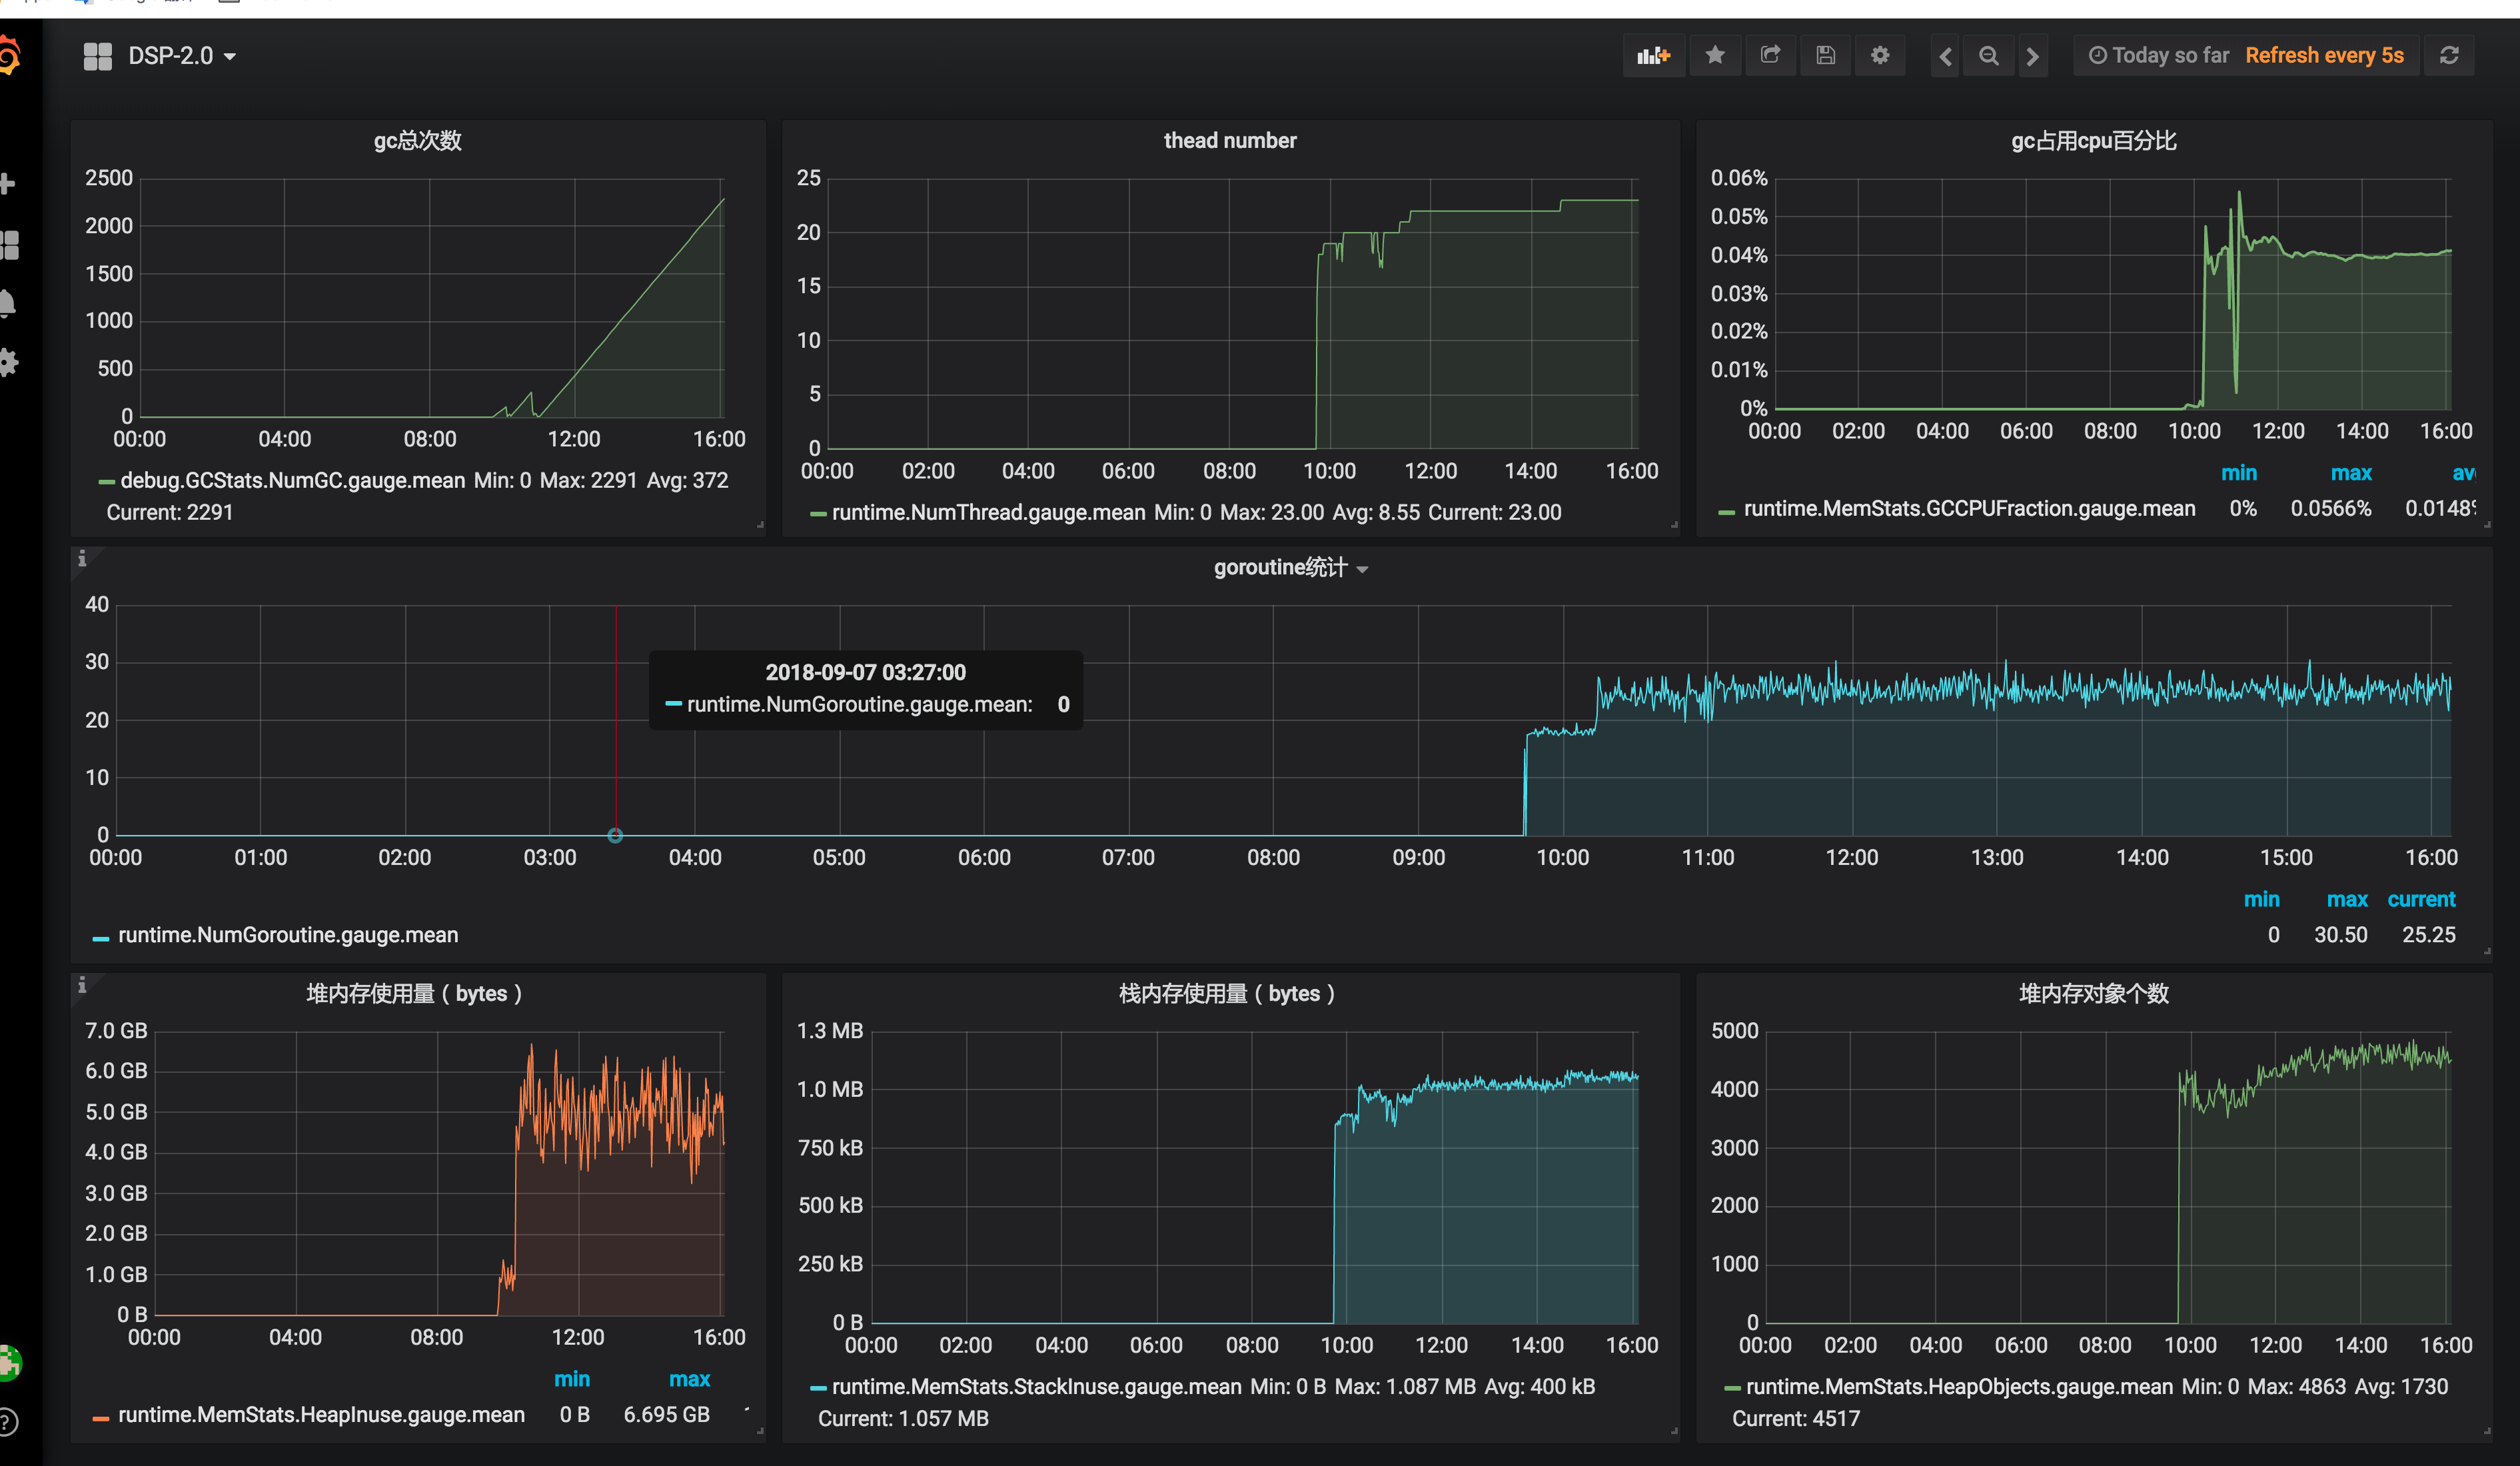 DSP-2.0
Today so far Refresh every 5s
gc总次数
2500
2000
1500
1000
500
0
00:00 04:00 08:00 12:00 16:00
debug.GCStats.NumGC.gauge.mean Min: 0 Max: 2291 Avg: 372
Current: 2291
thead number
25
20
15
10
5
0
00:00 02:00 04:00 06:00 08:00 10:00 12:00 14:00 16:00
runtime.NumThread.gauge.mean Min: 0 Max: 23.00 Avg: 8.55 Current: 23.00
gc占用cpu百分比
0.06%
0.05%
0.04%
0.03%
0.02%
0.01%
0%
00:00 02:00 04:00 06:00 08:00 10:00 12:00 14:00 16:00
min max av
runtime.MemStats.GCCPUFraction.gauge.mean 0% 0.0566% 0.0148%
goroutine统计
40
30
20
10
0
2018-09-07 03:27:00
runtime.NumGoroutine.gauge.mean: 0
00:00 01:00 02:00 03:00 04:00 05:00 06:00 07:00 08:00 09:00 10:00 11:00 12:00 13:00 14:00 15:00 16:00
min max current
runtime.NumGoroutine.gauge.mean 0 30.50 25.25
堆内存使用量（bytes）
7.0 GB
6.0 GB
5.0 GB
4.0 GB
3.0 GB
2.0 GB
1.0 GB
0 B
00:00 04:00 08:00 12:00 16:00
min max
runtime.MemStats.HeapInuse.gauge.mean 0 B 6.695 GB
栈内存使用量（bytes）
1.3 MB
1.0 MB
750 kB
500 kB
250 kB
0 B
00:00 02:00 04:00 06:00 08:00 10:00 12:00 14:00 16:00
runtime.MemStats.StackInuse.gauge.mean Min: 0 B Max: 1.087 MB Avg: 400 kB
Current: 1.057 MB
堆内存对象个数
5000
4000
3000
2000
1000
0
00:00 02:00 04:00 06:00 08:00 10:00 12:00 14:00 16:00
runtime.MemStats.HeapObjects.gauge.mean Min: 0 Max: 4863 Avg: 1730
Current: 4517